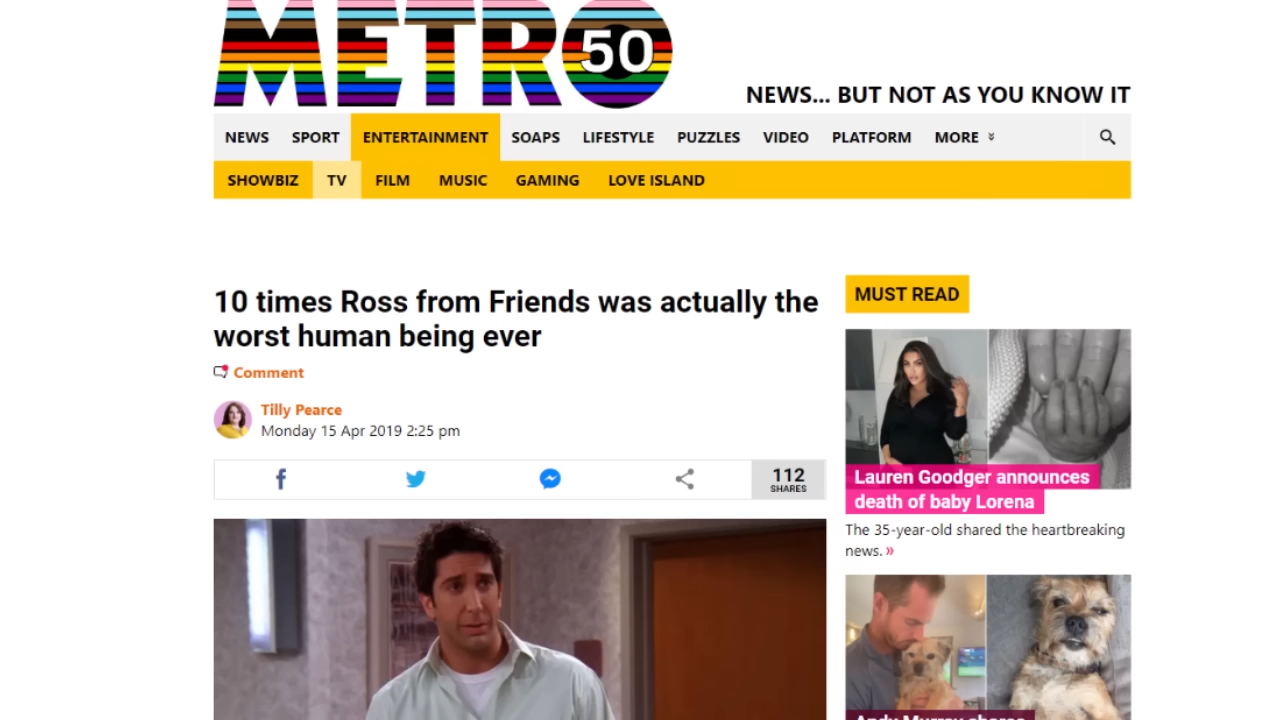 METRO
50
NEWS... BUT NOT AS YOU KNOW IT
NEWS SPORT ENTERTAINMENT SOAPS LIFESTYLE PUZZLES VIDEO PLATFORM MORE
SHOWBIZ TV FILM MUSIC GAMING LOVE ISLAND
10 times Ross from Friends was actually the
worst human being ever
Comment
Tilly Pearce
Monday 15 Apr 2019 2:25 pm
112
SHARES
MUST READ
Lauren Goodger announces
death of baby Lorena
The 35-year-old shared the heartbreaking
news. »
Andy Murray shares